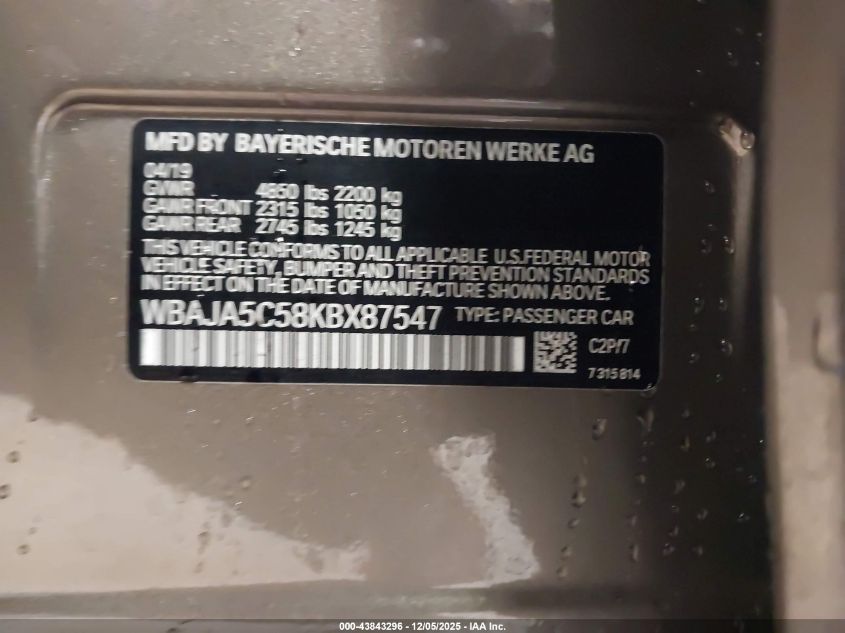 MFD BY BAYERISCHE MOTOREN WERKE AG
04/19
GVWR 4850 lbs 2200 kg
GAWR FRONT 2315 lbs 1050 kg
GAWR REAR 2745 lbs 1245 kg
THIS VEHICLE CONFORMS TO ALL APPLICABLE U.S.FEDERAL MOTOR
VEHICLE SAFETY, BUMPER AND THEFT PREVENTION STANDARDS
IN EFFECT ON THE DATE OF MANUFACTURE SHOWN ABOVE.
WBAJA5C58KBX87547 TYPE: PASSENGER CAR
C2P/7
7315814
000-43843296 - 12/05/2025 - IAA Inc.